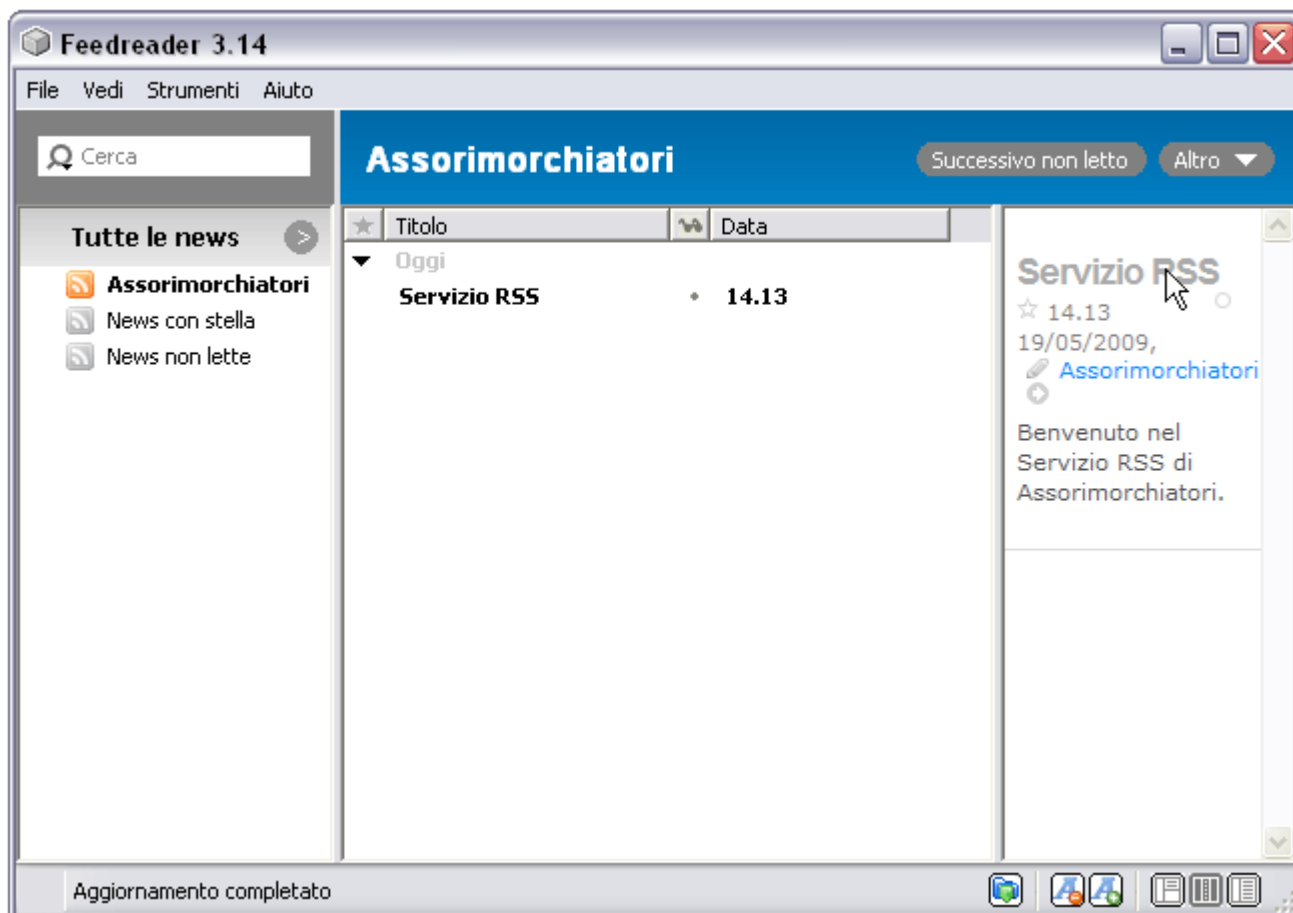 Feedreader 3.14
File Vedi Strumenti Aiuto
Cerca
Assorimorchiatori
Successivo non letto
Altro
Tutte le news
Assorimorchiatori
News con stella
News non lette
Titolo Data
Oggi
Servizio RSS 14.13
Servizio RSS
14.13
19/05/2009,
Assorimorchiatori
Benvenuto nel
Servizio RSS di
Assorimorchiatori.
Aggiornamento completato